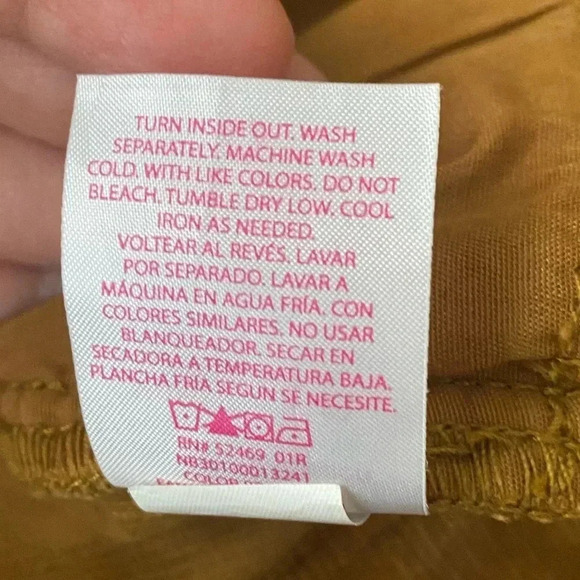 TURN INSIDE OUT. WASH
SEPARATELY. MACHINE WASH
COLD. WITH LIKE COLORS. DO NOT
BLEACH. TUMBLE DRY LOW. COOL
IRON AS NEEDED.
VOLTEAR AL REVÉS. LAVAR
POR SEPARADO. LAVAR A
MÁQUINA EN AGUA FRÍA. CON
COLORES SIMILARES. NO USAR
BLANQUEADOR. SECAR EN
SECADORA A TEMPERATURA BAJA.
PLANCHA FRÍA SEGÚN SE NECESITE.
RN# 52469 01R
NB3D100013241
COLOR